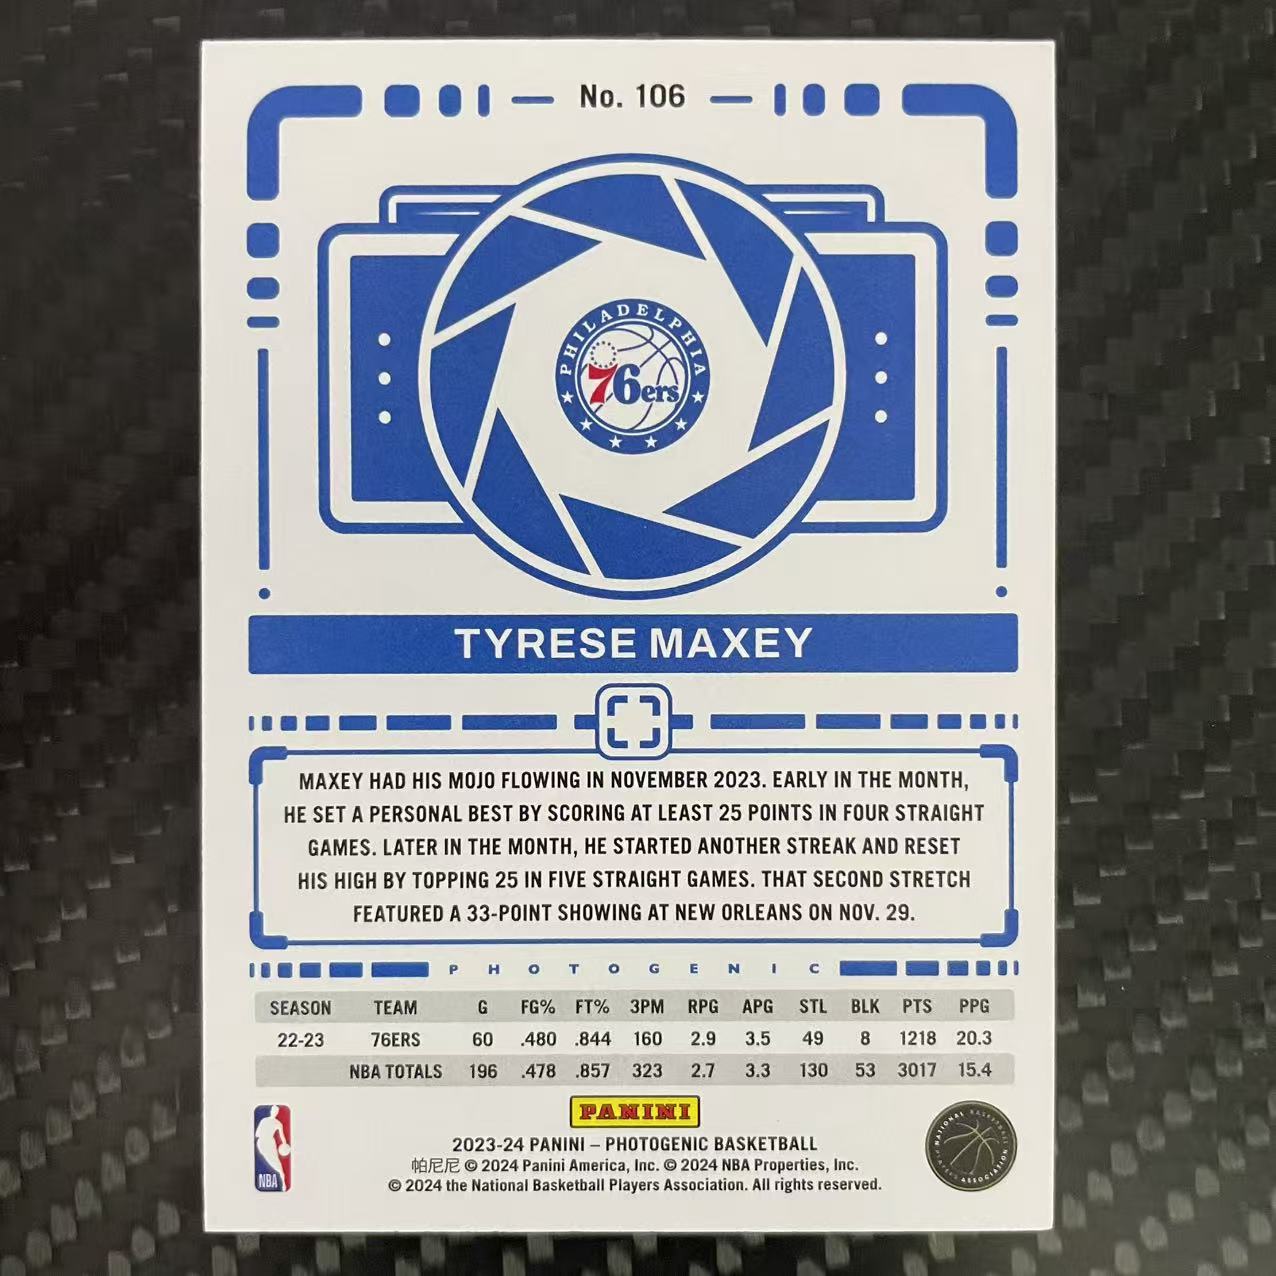 No. 106
PHILADELPHIA
76ers
TYRESE MAXEY
MAXEY HAD HIS MOJO FLOWING IN NOVEMBER 2023. EARLY IN THE MONTH,
HE SET A PERSONAL BEST BY SCORING AT LEAST 25 POINTS IN FOUR STRAIGHT
GAMES. LATER IN THE MONTH, HE STARTED ANOTHER STREAK AND RESET
HIS HIGH BY TOPPING 25 IN FIVE STRAIGHT GAMES. THAT SECOND STRETCH
FEATURED A 33-POINT SHOWING AT NEW ORLEANS ON NOV. 29.
PHOTOGENIC
SEASON TEAM G FG% FT% 3PM RPG APG STL BLK PTS PPG
22-23 76ERS 60 .480 .844 160 2.9 3.5 49 8 1218 20.3
NBA TOTALS 196 .478 .857 323 2.7 3.3 130 53 3017 15.4
PANINI
2023-24 PANINI – PHOTOGENIC BASKETBALL
帕尼尼 © 2024 Panini America, Inc. © 2024 NBA Properties, Inc.
© 2024 the National Basketball Players Association. All rights reserved.
NBA
NATIONAL BASKETBALL
PLAYERS ASSOCIATION